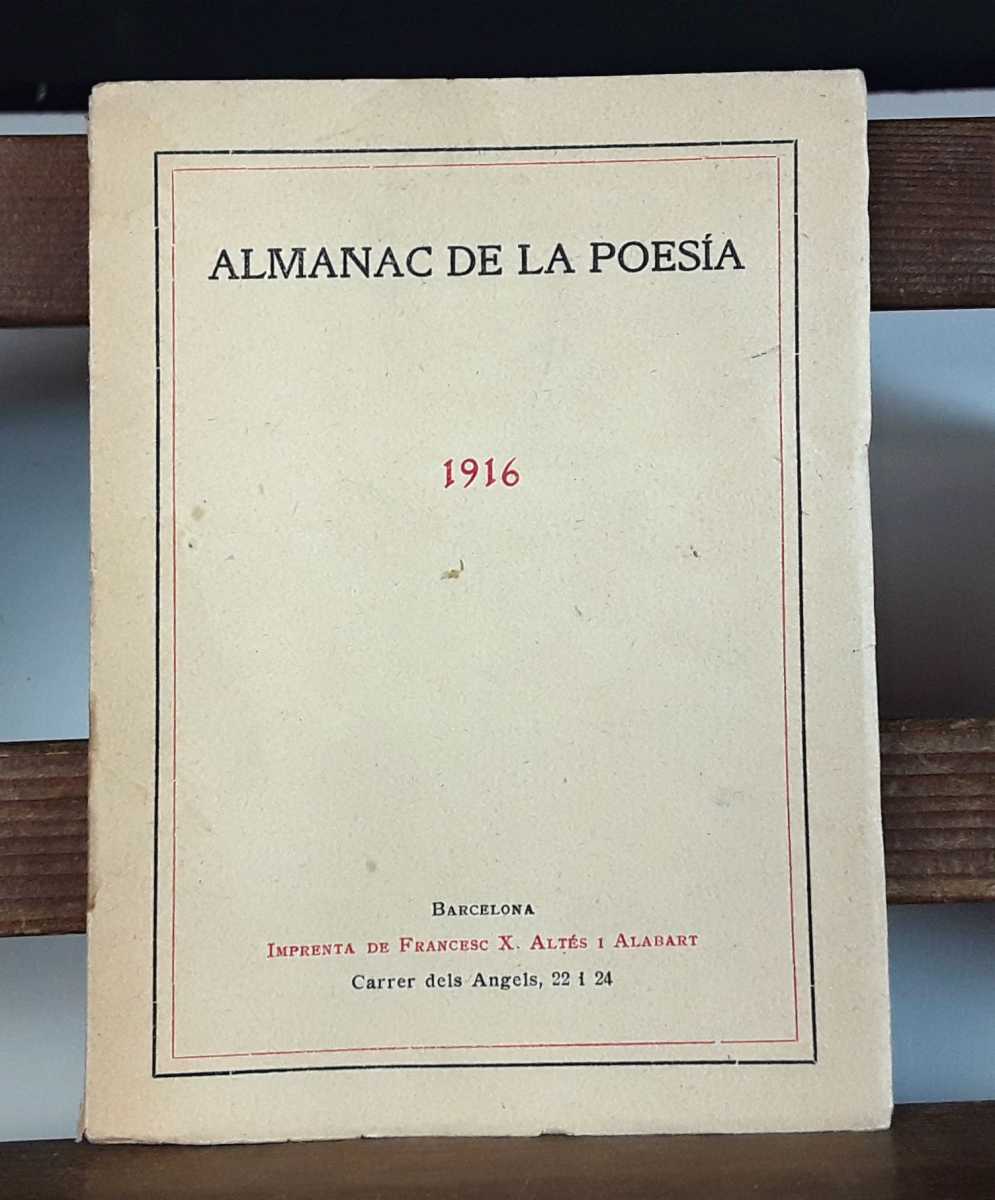 ALMANAC DE LA POESÍA
1916
BARCELONA
IMPRENTA DE FRANCESC X. ALTÉS I ALABART
Carrer dels Angels, 22 i 24